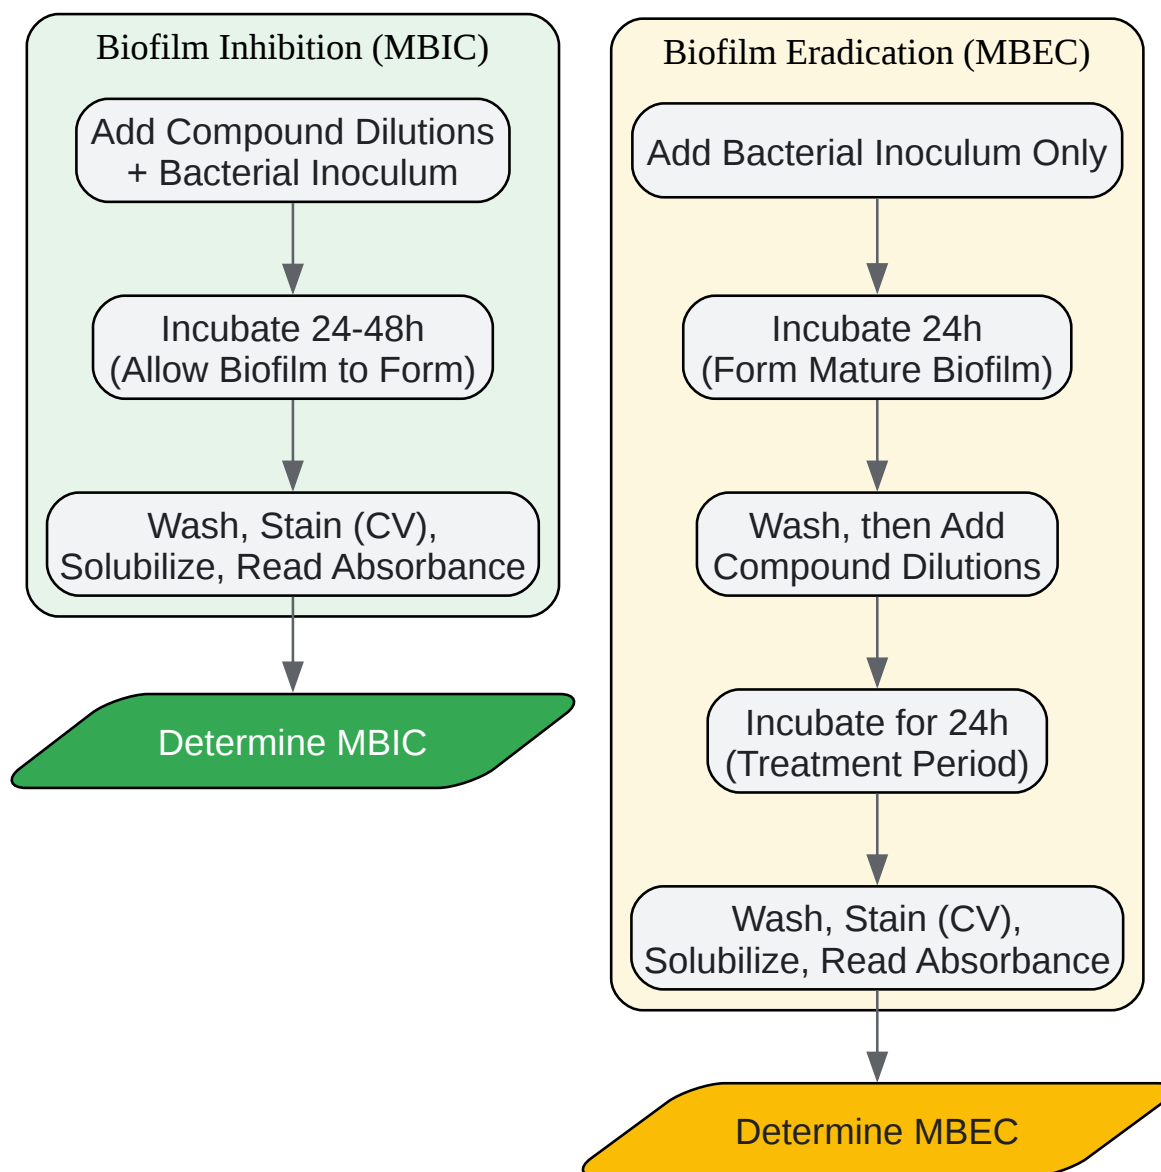 Biofilm Inhibition (MBIC)
Add Compound Dilutions
+ Bacterial Inoculum
Incubate 24-48h
(Allow Biofilm to Form)
Wash, Stain (CV),
Solubilize, Read Absorbance
Determine MBIC
Biofilm Eradication (MBEC)
Add Bacterial Inoculum Only
Incubate 24h
(Form Mature Biofilm)
Wash, then Add
Compound Dilutions
Incubate for 24h
(Treatment Period)
Wash, Stain (CV),
Solubilize, Read Absorbance
Determine MBEC